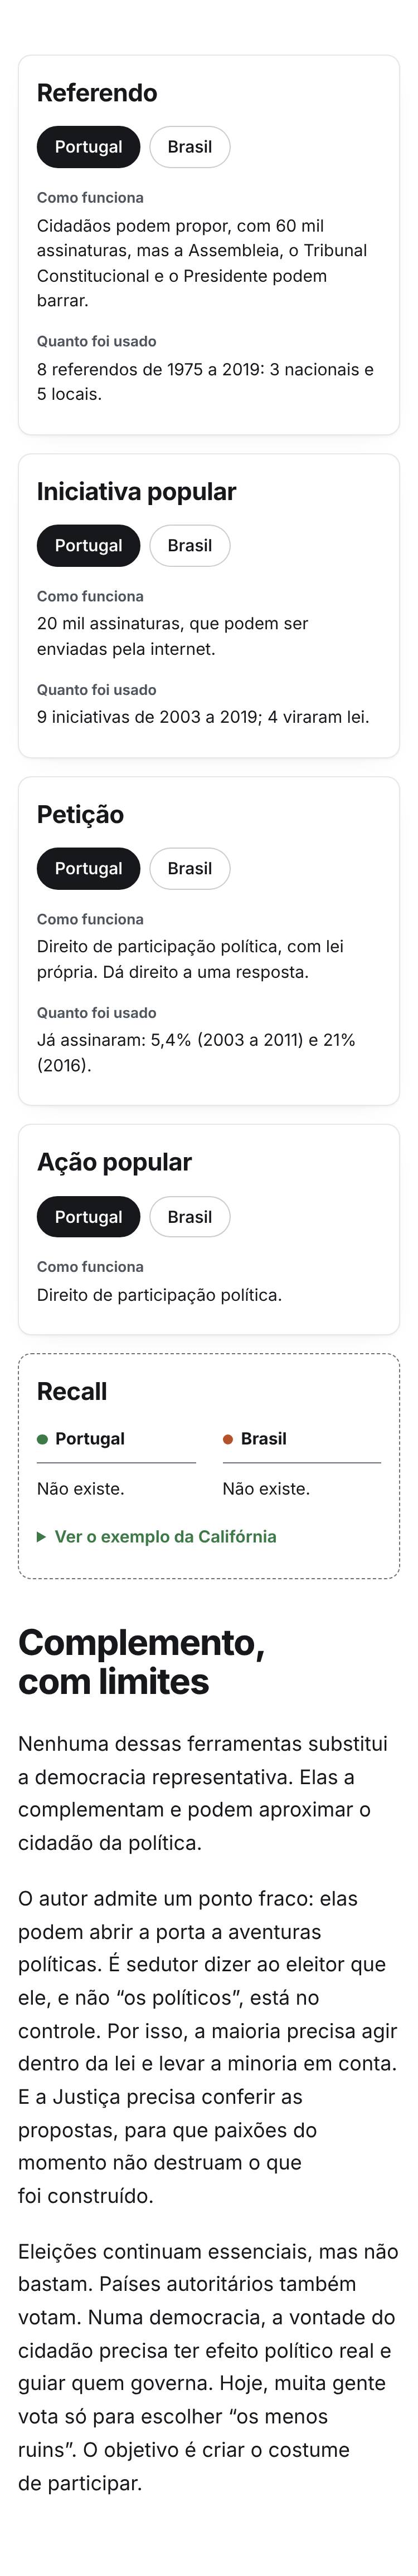 Referendo
Portugal Brasil
Como funciona
Cidadãos podem propor, com 60 mil
assinaturas, mas a Assembleia, o Tribunal
Constitucional e o Presidente podem
barrar.
Quanto foi usado
8 referendos de 1975 a 2019: 3 nacionais e
5 locais.
Iniciativa popular
Portugal Brasil
Como funciona
20 mil assinaturas, que podem ser
enviadas pela internet.
Quanto foi usado
9 iniciativas de 2003 a 2019; 4 viraram lei.
Petição
Portugal Brasil
Como funciona
Direito de participação política, com lei
própria. Dá direito a uma resposta.
Quanto foi usado
Já assinaram: 5,4% (2003 a 2011) e 21%
(2016).
Ação popular
Portugal Brasil
Como funciona
Direito de participação política.
Recall
Portugal Brasil
Não existe. Não existe.
Ver o exemplo da Califórnia
Complemento,
com limites
Nenhuma dessas ferramentas substitui
a democracia representativa. Elas a
complementam e podem aproximar o
cidadão da política.
O autor admite um ponto fraco: elas
podem abrir a porta a aventuras
políticas. É sedutor dizer ao eleitor que
ele, e não “os políticos”, está no
controle. Por isso, a maioria precisa agir
dentro da lei e levar a minoria em conta.
E a Justiça precisa conferir as
propostas, para que paixões do
momento não destruam o que
foi construído.
Eleições continuam essenciais, mas não
bastam. Países autoritários também
votam. Numa democracia, a vontade do
cidadão precisa ter efeito político real e
guiar quem governa. Hoje, muita gente
vota só para escolher “os menos
ruins”. O objetivo é criar o costume
de participar.